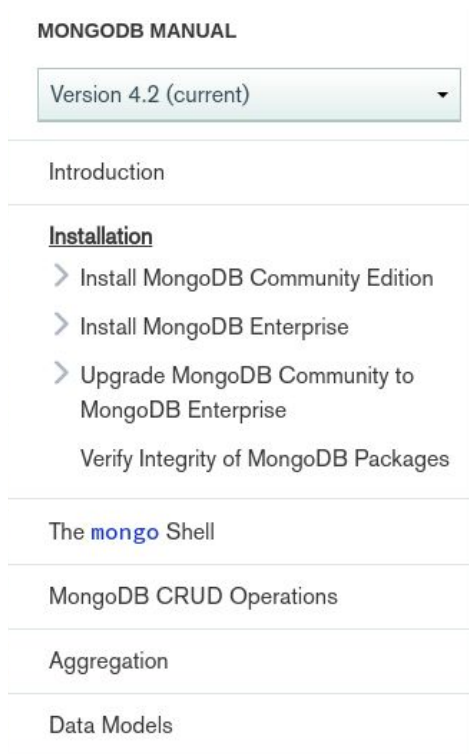 MONGODB MANUAL
Version 4.2 (current)
Introduction
Installation
Install MongoDB Community Edition
Install MongoDB Enterprise
Upgrade MongoDB Community to
MongoDB Enterprise
Verify Integrity of MongoDB Packages
The mongo Shell
MongoDB CRUD Operations
Aggregation
Data Models